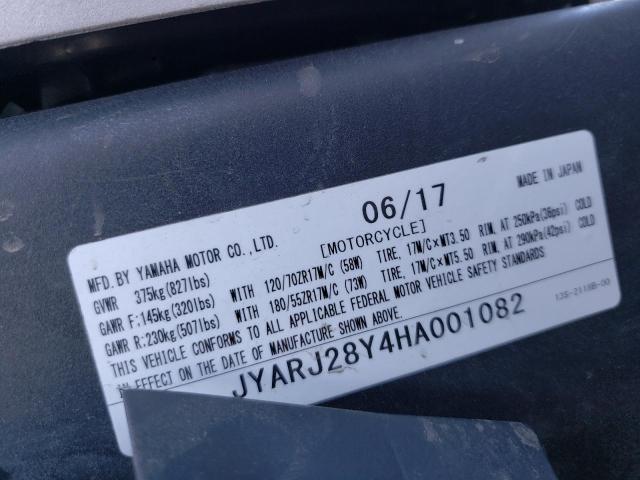 06/17
MADE IN JAPAN
MFD. BY YAMAHA MOTOR CO., LTD. [MOTORCYCLE]
GVWR 375kg(827lbs)
GAWR F:145kg(320lbs) WITH 120/70ZR17M/C (58W) TIRE, 17M/C×MT3.50 RIM, AT 250kPa(36psi) COLD
GAWR R:230kg(507lbs) WITH 180/55ZR17M/C (73W) TIRE, 17M/C×MT5.50 RIM, AT 290kPa(42psi) COLD
THIS VEHICLE CONFORMS TO ALL APPLICABLE FEDERAL MOTOR VEHICLE SAFETY STANDARDS
IN EFFECT ON THE DATE OF MANUFACTURE SHOWN ABOVE.
JYARJ28Y4HA001082